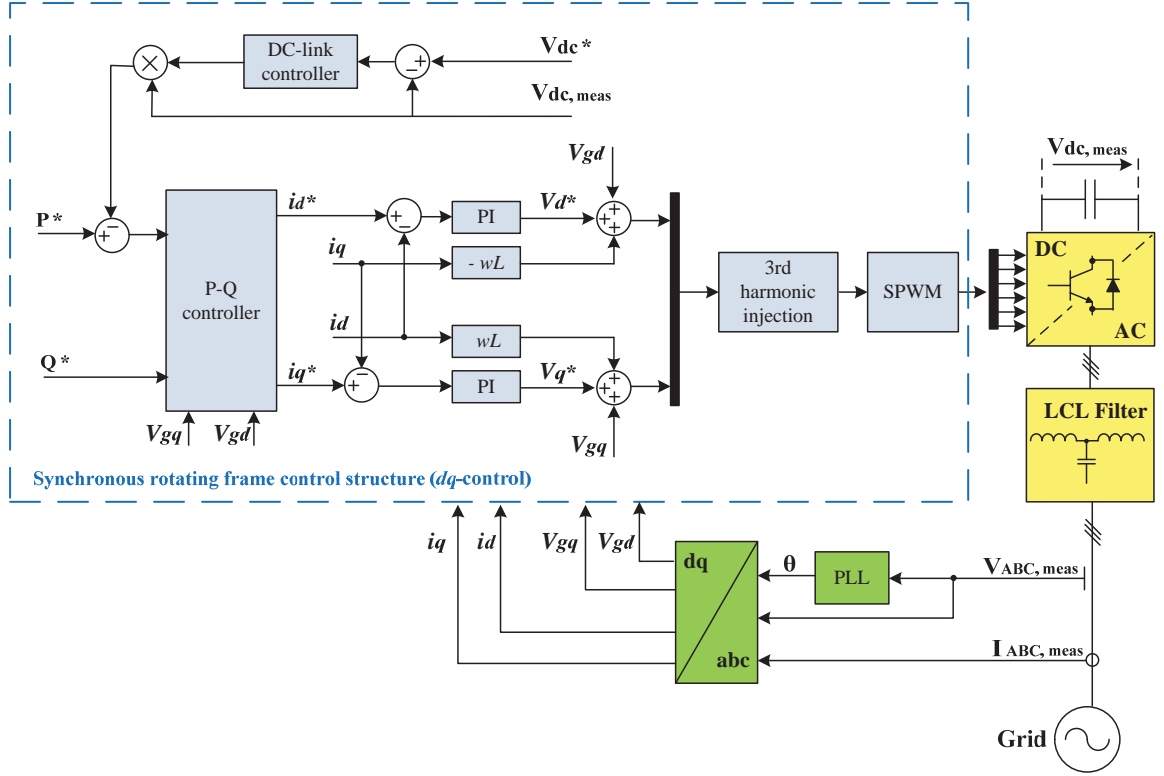 DC-link
controller
Vdc*
Vdc, meas
P*
Q*
P-Q
controller
Vgq
Vgd
id*
iq
id
iq*
PI
- wL
wL
PI
Vd*
Vq*
Vgd
Vgq
3rd
harmonic
injection
SPWM
Vdc, meas
DC
AC
LCL Filter
Synchronous rotating frame control structure (dq-control)
iq
id
Vgq
Vgd
dq
abc
θ
PLL
VABC, meas
I ABC, meas
Grid